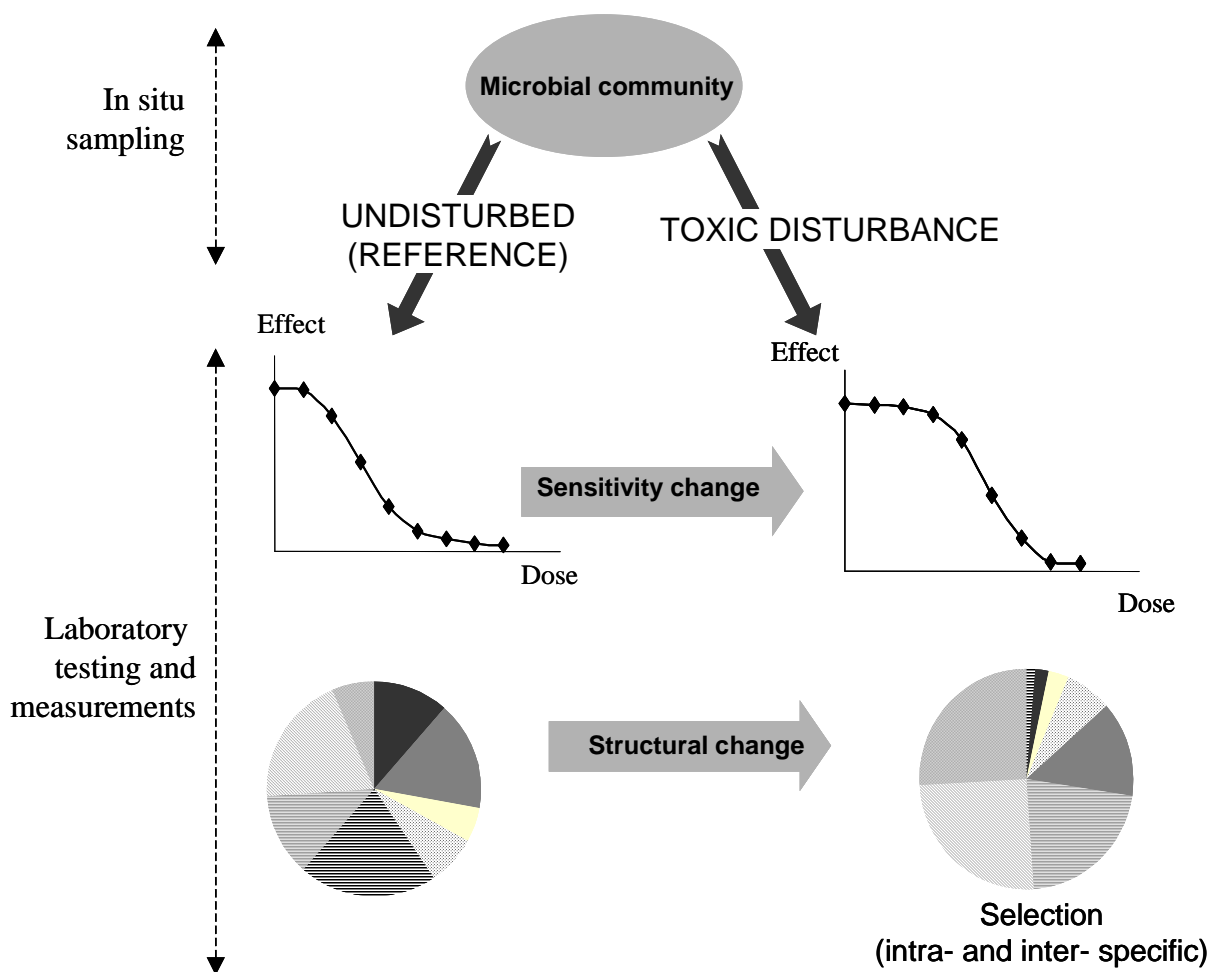 Microbial community
In situ
sampling
UNDISTURBED
(REFERENCE)
TOXIC DISTURBANCE
Effect
Effect
Sensitivity change
Dose
Dose
Laboratory
testing and
measurements
Structural change
Selection
(intra- and inter- specific)